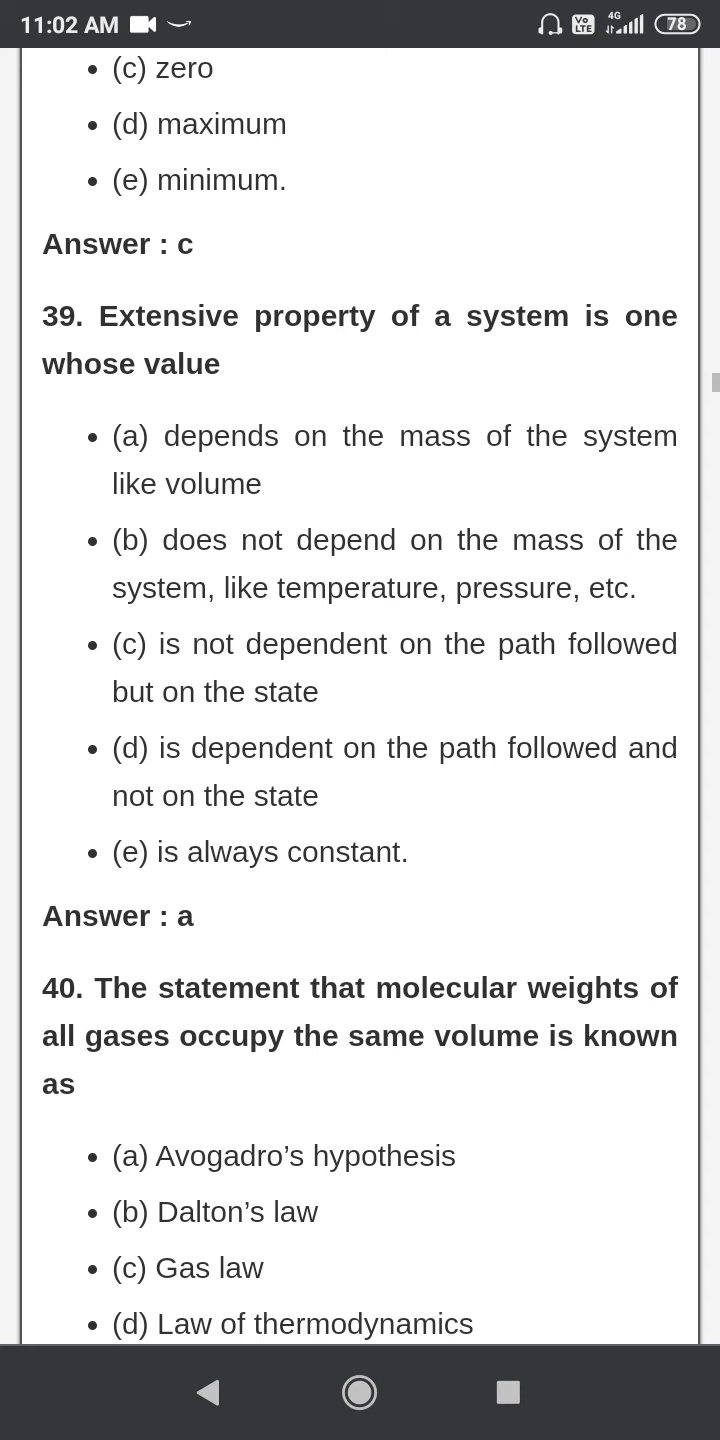 11:02 AM
Vo LTE
4G
78
• (c) zero
• (d) maximum
• (e) minimum.
Answer : c
39. Extensive property of a system is one
whose value
• (a) depends on the mass of the system
like volume
• (b) does not depend on the mass of the
system, like temperature, pressure, etc.
• (c) is not dependent on the path followed
but on the state
• (d) is dependent on the path followed and
not on the state
• (e) is always constant.
Answer : a
40. The statement that molecular weights of
all gases occupy the same volume is known
as
• (a) Avogadro’s hypothesis
• (b) Dalton’s law
• (c) Gas law
• (d) Law of thermodynamics